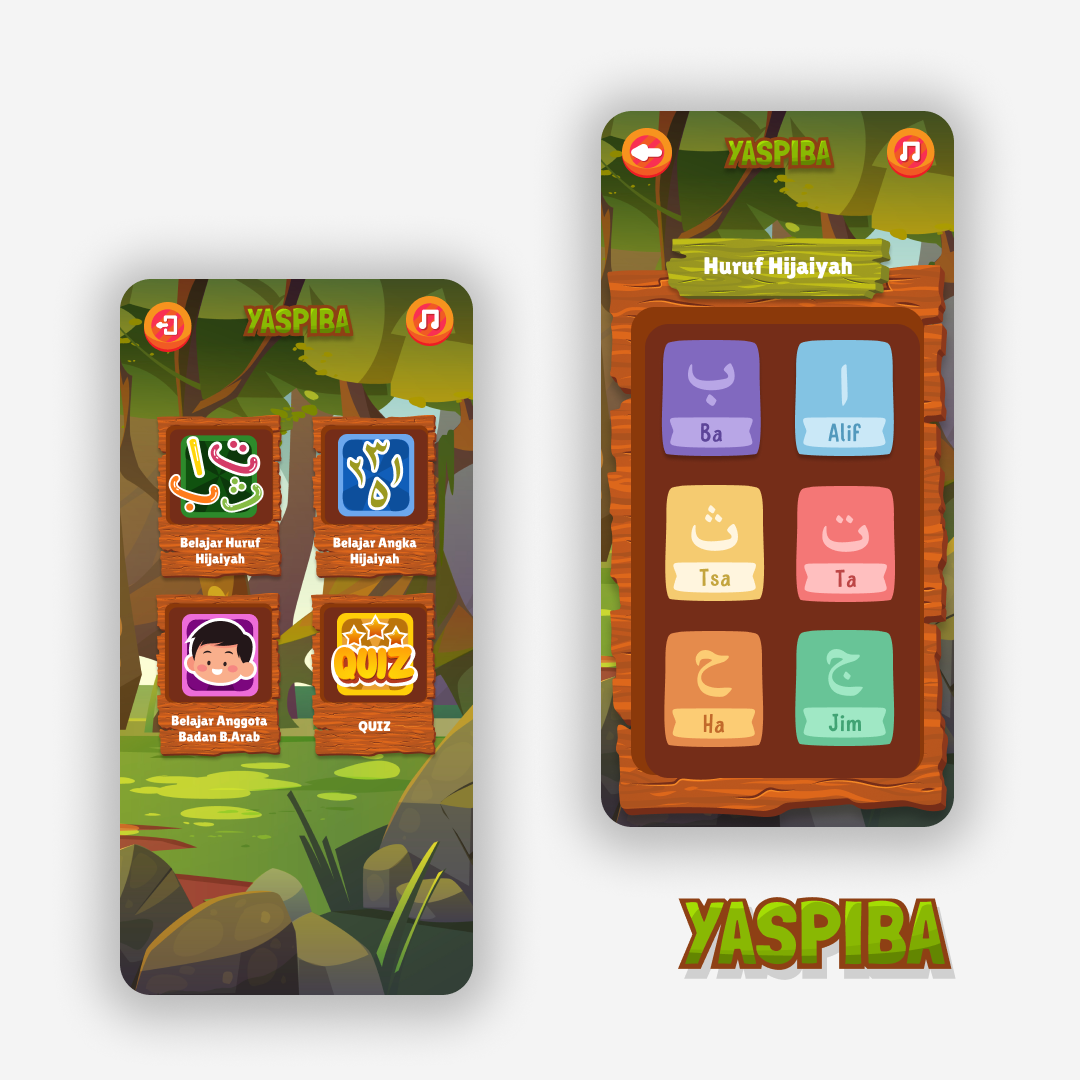 YASPIBA
ا ت ب ث
٢ ٣ ١
٥
Belajar Huruf
Hijaiyah
Belajar Angka
Hijaiyah
QUIZ
Belajar Anggota
Badan B.Arab
QUIZ
YASPIBA
Huruf Hijaiyah
ب
Ba
ا
Alif
ث
Tsa
ت
Ta
ح
Ha
ج
Jim
YASPIBA